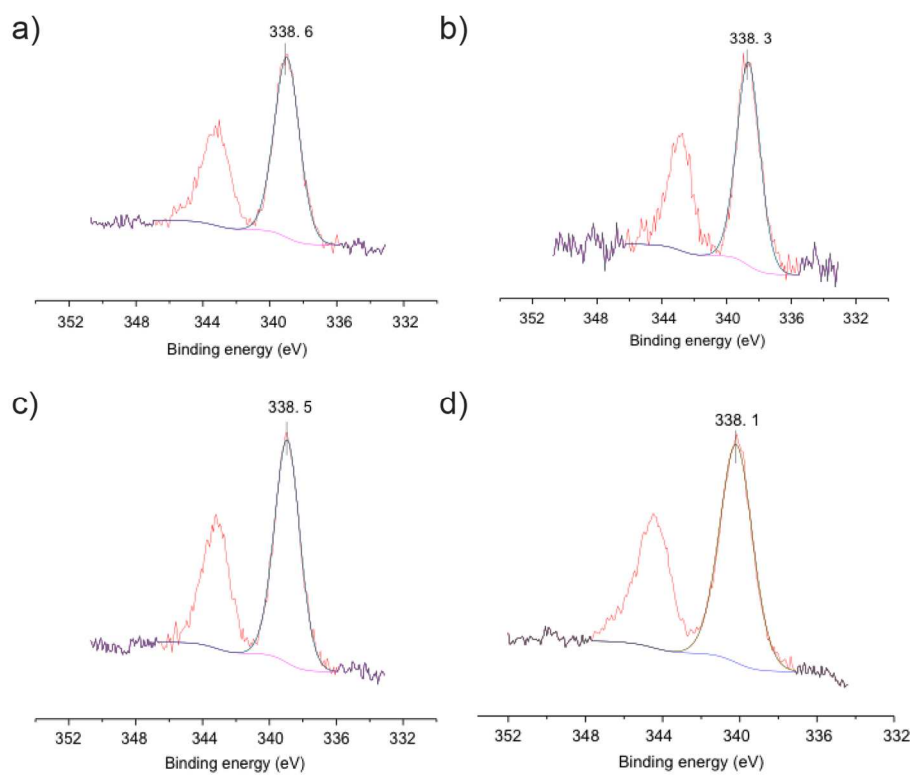 a)
338. 6
352 348 344 340 336 332
Binding energy (eV)
b)
338. 3
352 348 344 340 336 332
Binding energy (eV)
c)
338. 5
352 348 344 340 336 332
Binding energy (eV)
d)
338. 1
352 348 344 340 336 332
Binding energy (eV)